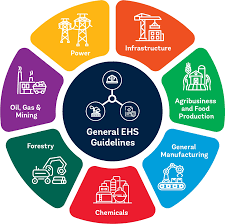 Power
Infrastructure
Oil, Gas &
Mining
Agribusiness
and Food
Production
General EHS
Guidelines
Forestry
General
Manufacturing
Chemicals